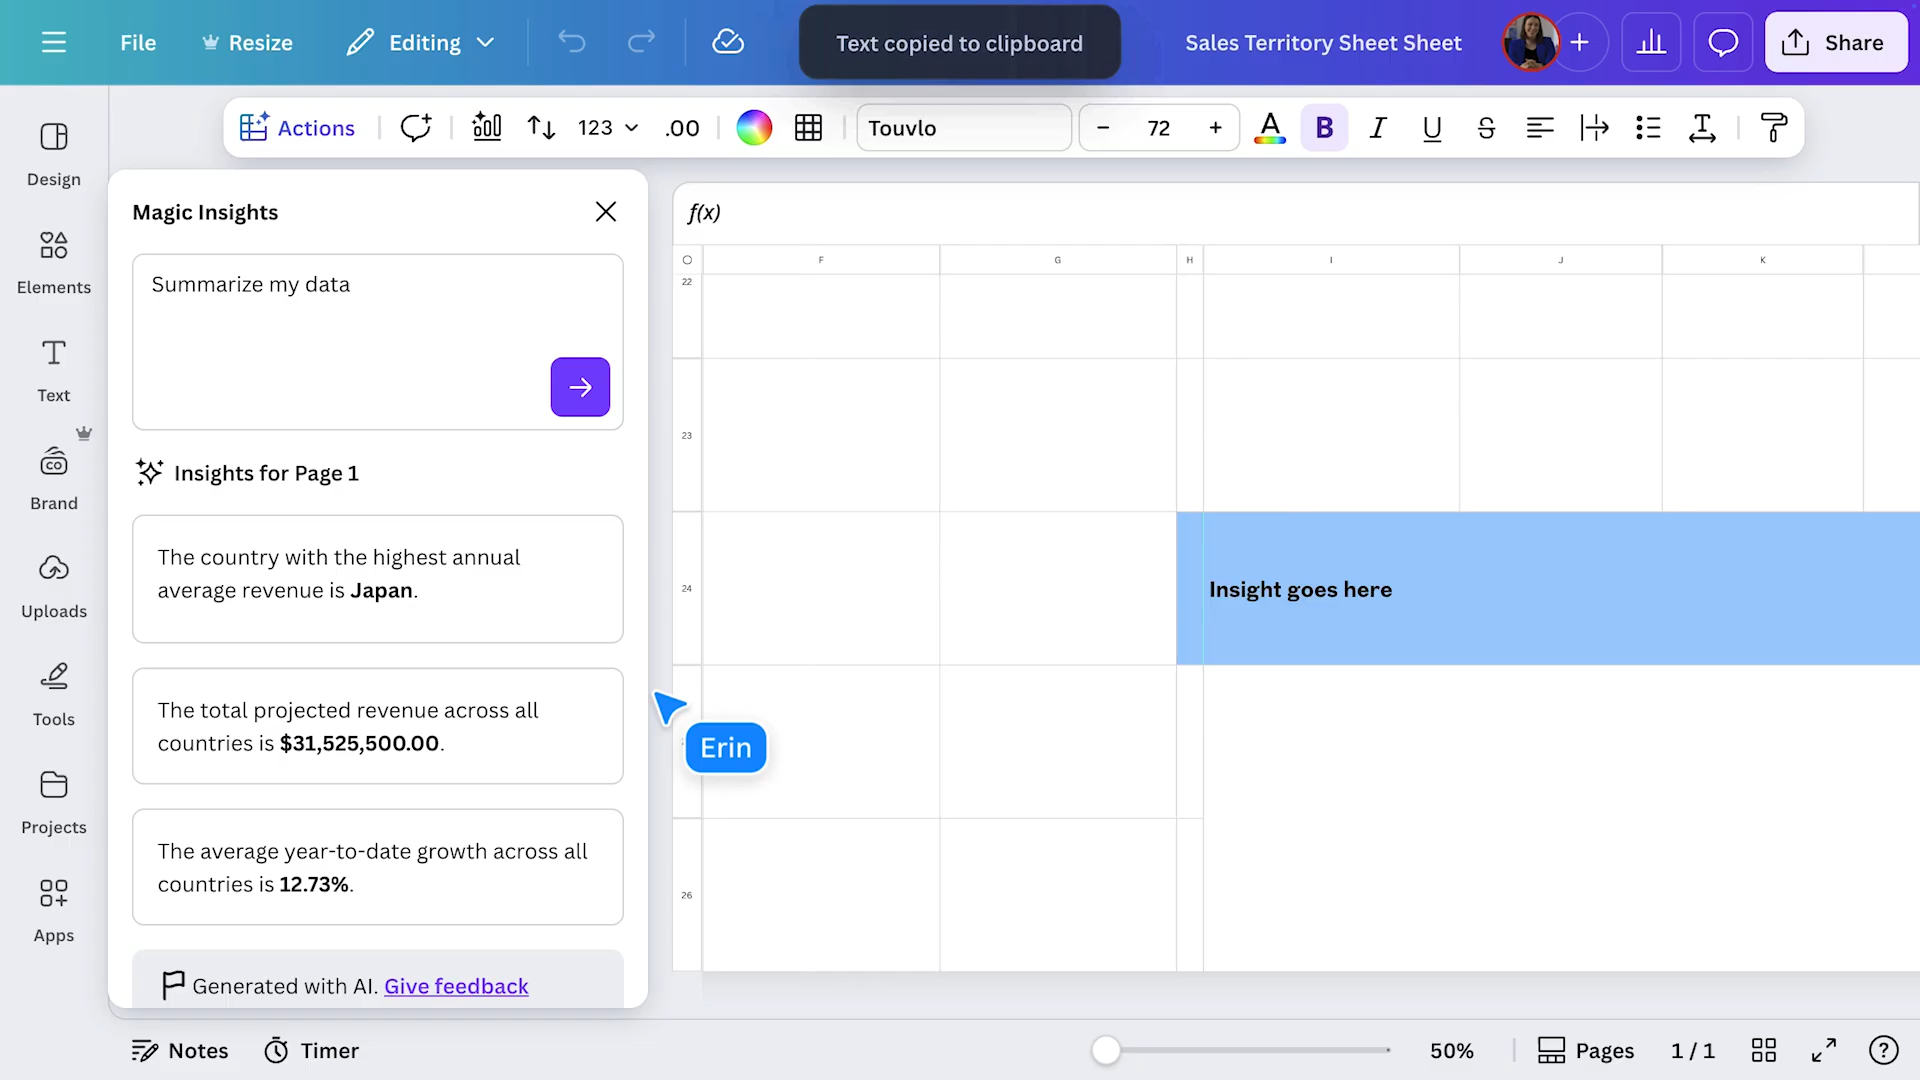 File
Resize
Editing
Text copied to clipboard
Sales Territory Sheet Sheet
Share
Actions
123
.00
Touvlo
72
A
B
I
U
S
Design
Elements
Text
Brand
Uploads
Tools
Projects
Apps
Magic Insights
Summarize my data
Insights for Page 1
The country with the highest annual
average revenue is Japan.
The total projected revenue across all
countries is $31,525,500.00.
The average year-to-date growth across all
countries is 12.73%.
Generated with AI. Give feedback
f(x)
F
G
H
I
J
K
22
23
24
Insight goes here
Erin
26
Notes
Timer
50%
Pages
1 / 1